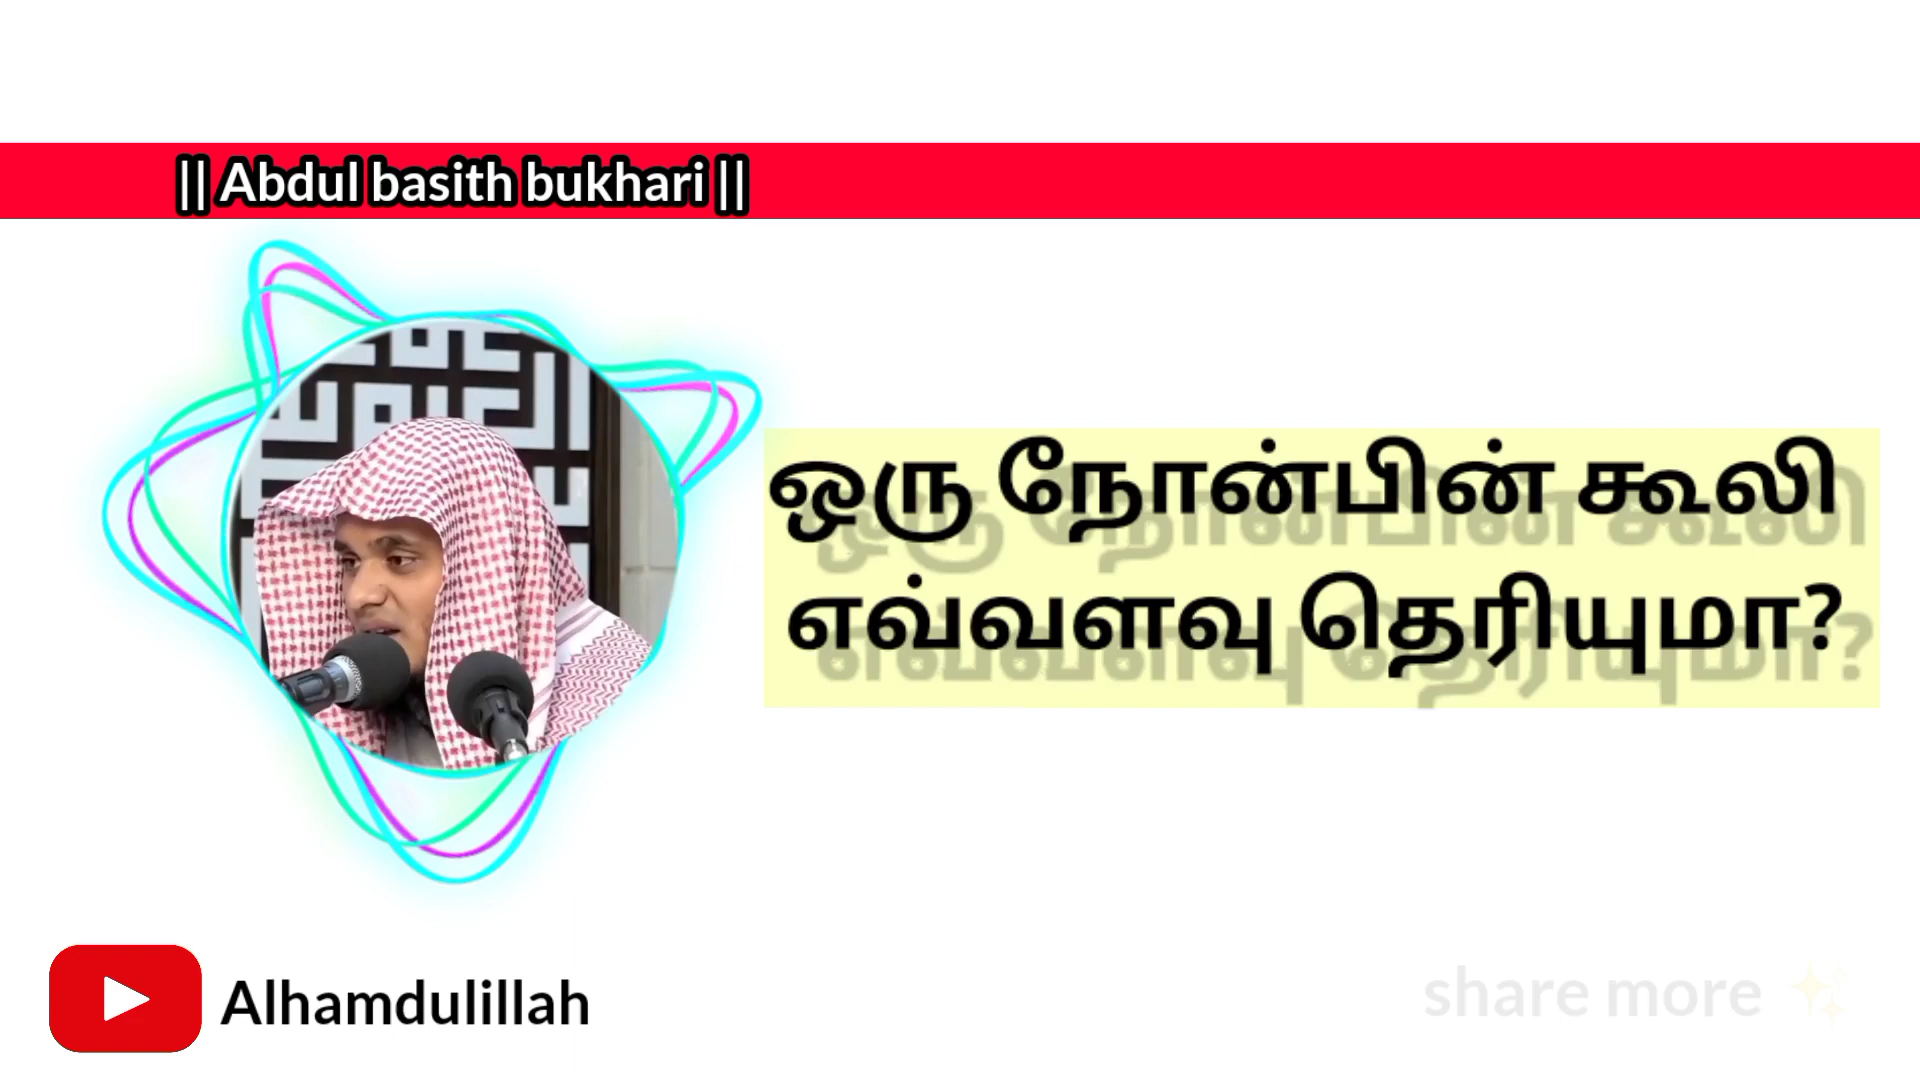 || Abdul basith bukhari ||
ஒரு நோன்பின் கூலி
எவ்வளவு தெரியுமா?
Alhamdulillah
share more ✨